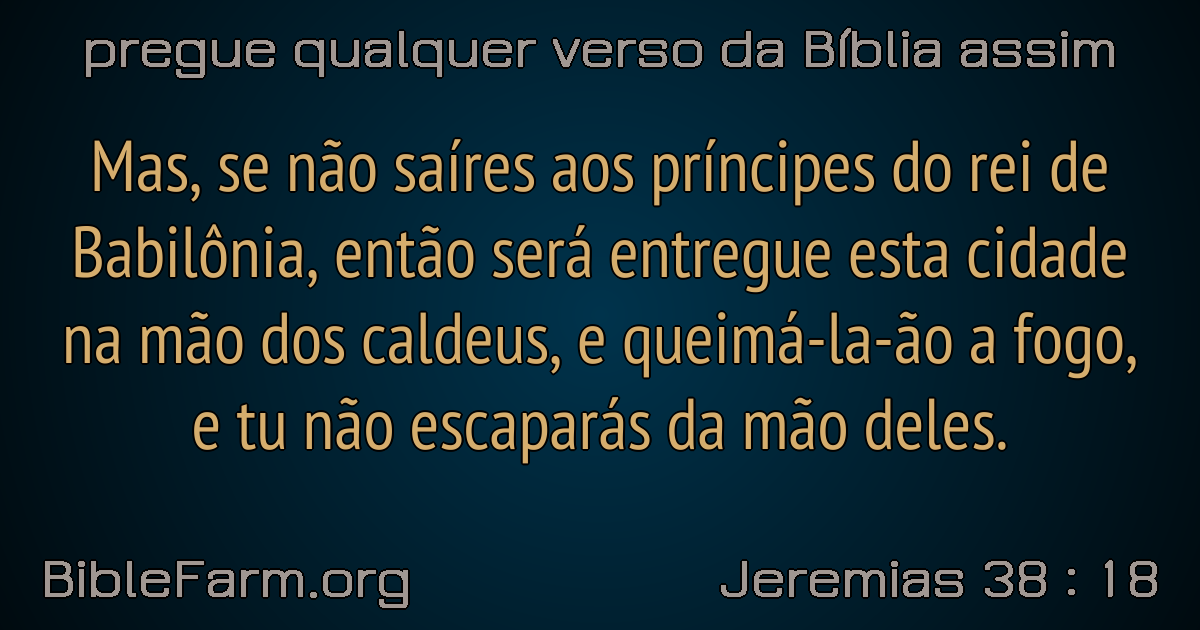 pregue qualquer verso da Bíblia assim
Mas, se não saíres aos príncipes do rei de
Babilônia, então será entregue esta cidade
na mão dos caldeus, e queimá-la-ão a fogo,
e tu não escaparás da mão deles.
BibleFarm.org
Jeremias 38 : 18